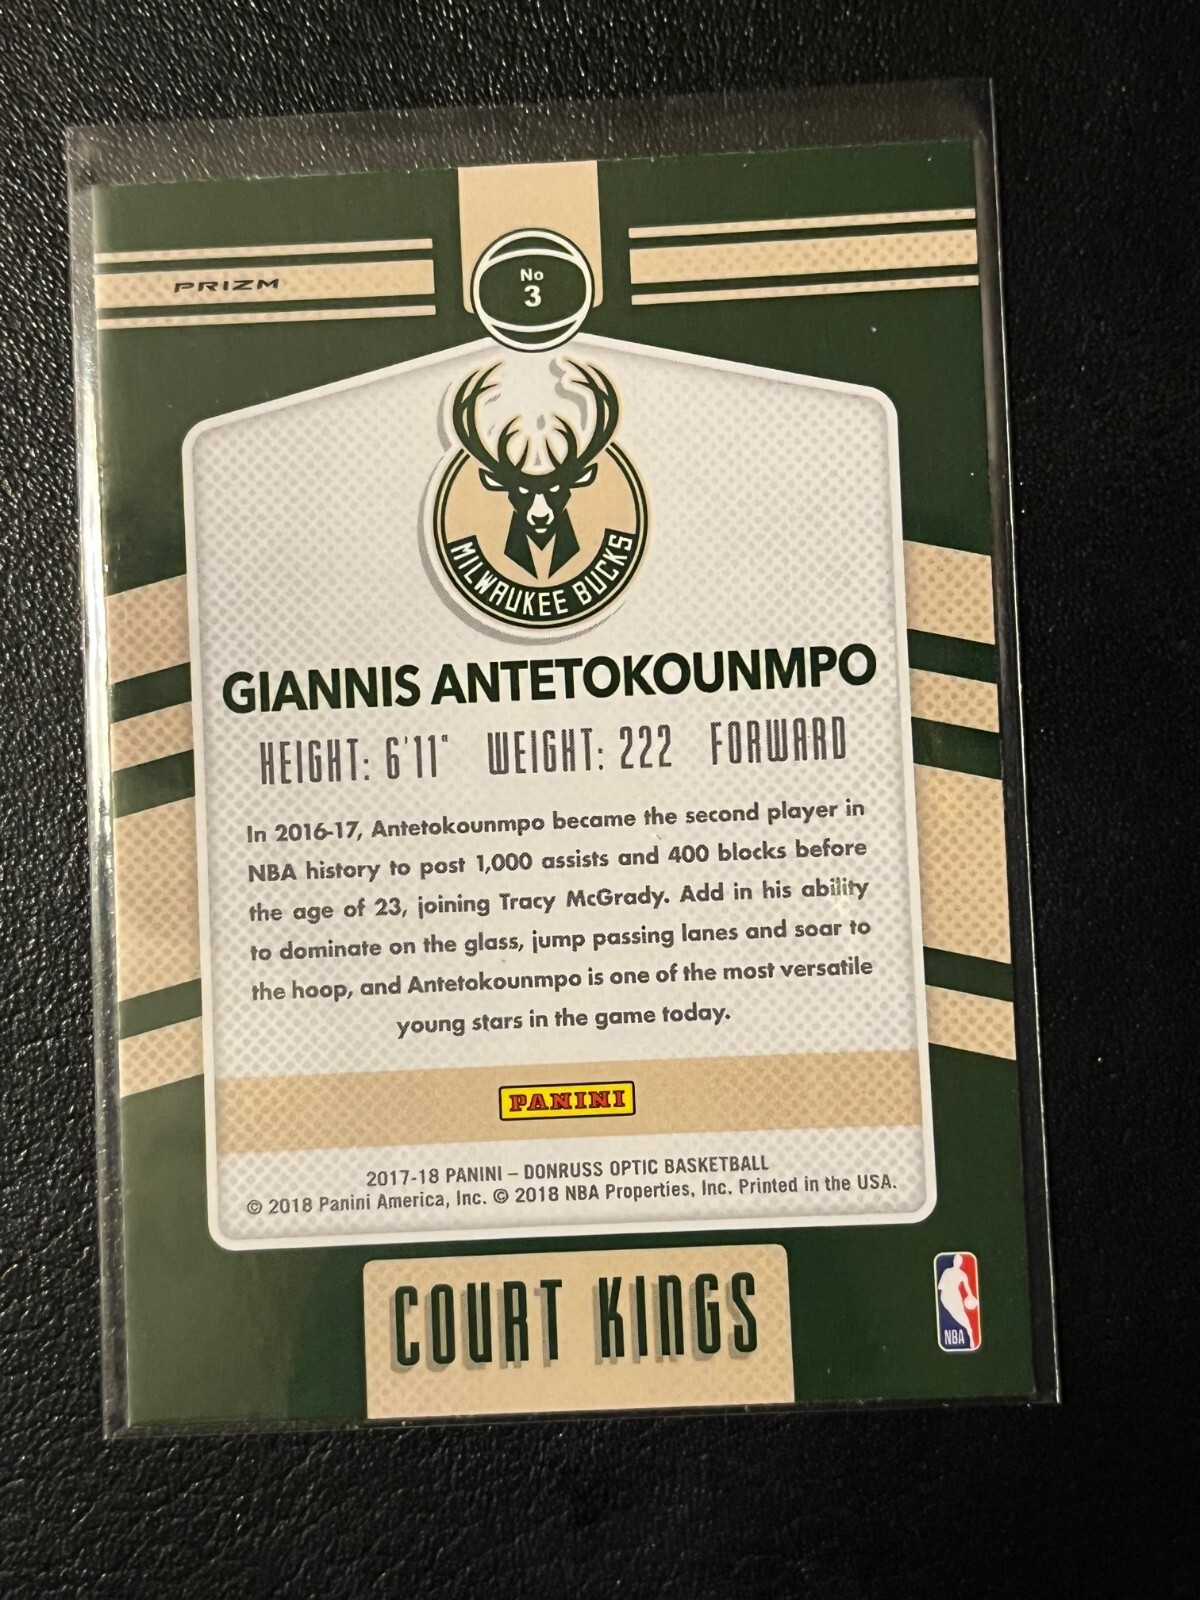 No
3
PRIZM
MILWAUKEE BUCKS
GIANNIS ANTETOKOUNMPO
HEIGHT: 6'11" WEIGHT: 222 FORWARD
In 2016-17, Antetokounmpo became the second player in
NBA history to post 1,000 assists and 400 blocks before
the age of 23, joining Tracy McGrady. Add in his ability
to dominate on the glass, jump passing lanes and soar to
the hoop, and Antetokounmpo is one of the most versatile
young stars in the game today.
PANINI
2017-18 PANINI – DONRUSS OPTIC BASKETBALL
© 2018 Panini America, Inc. © 2018 NBA Properties, Inc. Printed in the USA.
COURT KINGS
NBA